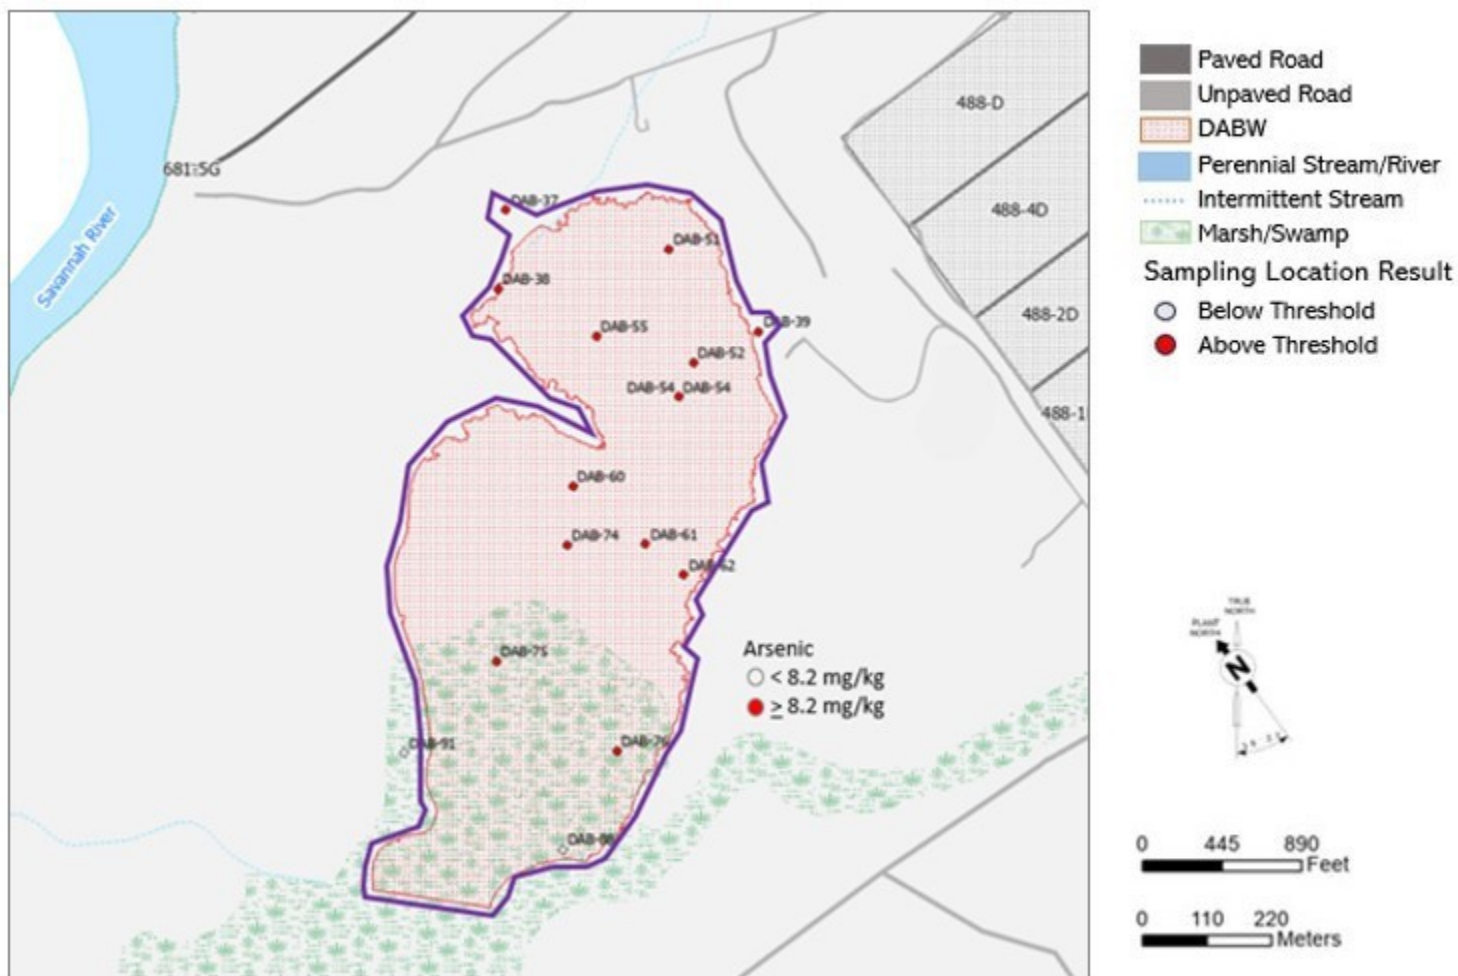 488-D
681-5G
DAB-37
488-4D
DAB-51
Savannah River
DAB-38
DAB-55
DAB-39
488-2D
DAB-52
DAB-54 DAB-54
488-1
DAB-60
DAB-74
DAB-61
DAB-62
DAB-75
DAB-91
DAB-76
Arsenic
< 8.2 mg/kg
≥ 8.2 mg/kg
Paved Road
Unpaved Road
DABW
Perennial Stream/River
Intermittent Stream
Marsh/Swamp
Sampling Location Result
Below Threshold
Above Threshold
TRUE
NORTH
PLANT
NORTH
N
0 445 890
Feet
0 110 220
Meters